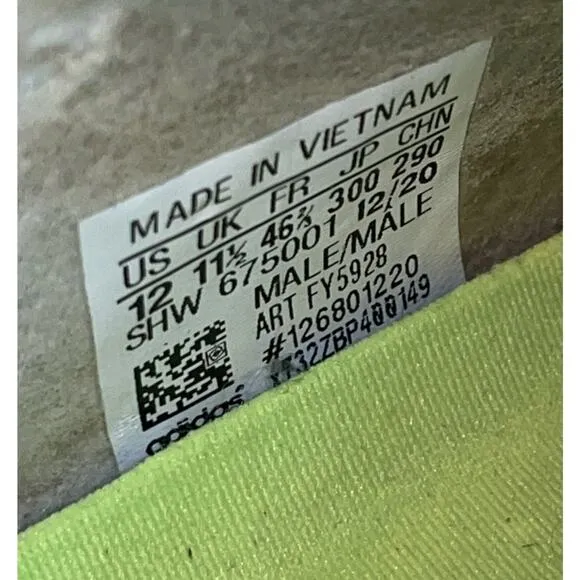 MADE IN VIETNAM
US UK FR JP CHN
12 11½ 46⅔ 300 290
SHW 675001 12/20
MALE/MALE
ART FY5928
#126801220
adidas